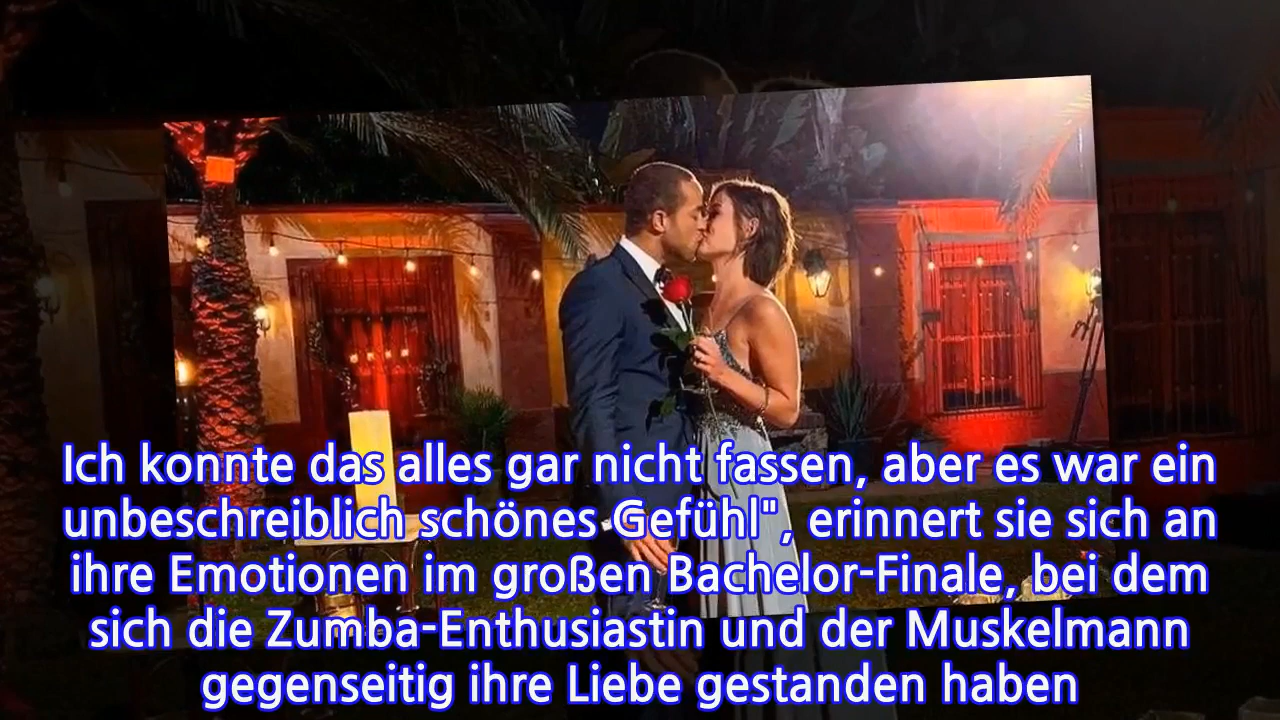 Ich konnte das alles gar nicht fassen, aber es war ein
unbeschreiblich schönes Gefühl", erinnert sie sich an
ihre Emotionen im großen Bachelor-Finale, bei dem
sich die Zumba-Enthusiastin und der Muskelmann
gegenseitig ihre Liebe gestanden haben